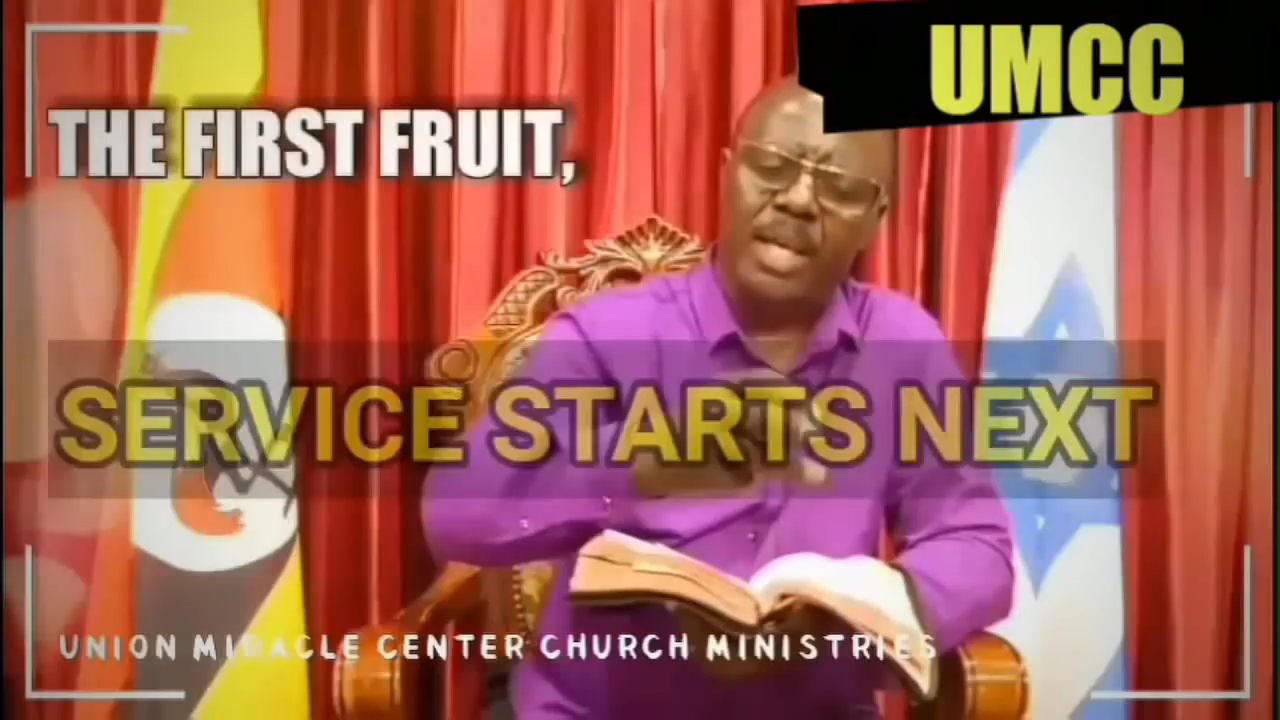 UMCC
THE FIRST FRUIT,
SERVICE STARTS NEXT
UNION MIRACLE CENTER CHURCH MINISTRIES